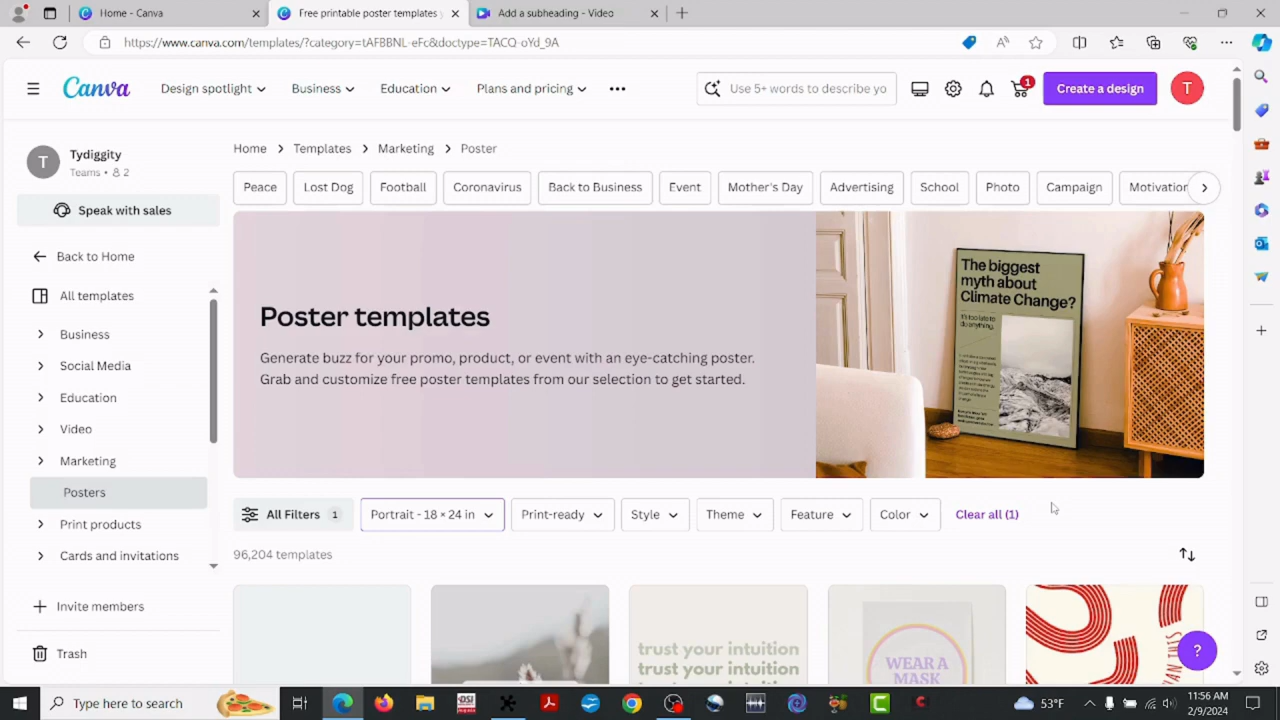 Home - Canva
Free printable poster templates
Add a subheading - Video
https://www.canva.com/templates/?category=tAFBBNL-eFc&doctype=TACQ-oYd_9A
Canva
Design spotlight
Business
Education
Plans and pricing
Use 5+ words to describe yo
1
Create a design
T
T
Tydiggity
Teams • 2
Speak with sales
Back to Home
All templates
Business
Social Media
Education
Video
Marketing
Posters
Print products
Cards and invitations
Invite members
Trash
Home > Templates > Marketing > Poster
Peace
Lost Dog
Football
Coronavirus
Back to Business
Event
Mother's Day
Advertising
School
Photo
Campaign
Motivation
Poster templates
Generate buzz for your promo, product, or event with an eye-catching poster.
Grab and customize free poster templates from our selection to get started.
The biggest
myth about
Climate Change?
It's too late to
do anything.
All Filters 1
Portrait - 18 × 24 in
Print-ready
Style
Theme
Feature
Color
Clear all (1)
96,204 templates
trust your intuition
trust your intuition
WEAR A
MASK
?
Type here to search
53°F
11:56 AM
2/9/2024